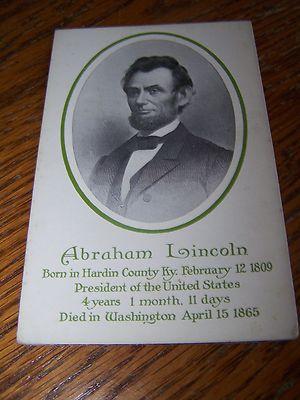 Abraham Lincoln
Born in Hardin County Ky. February 12 1809
President of the United States
4 years 1 month, 11 days
Died in Washington April 15 1865